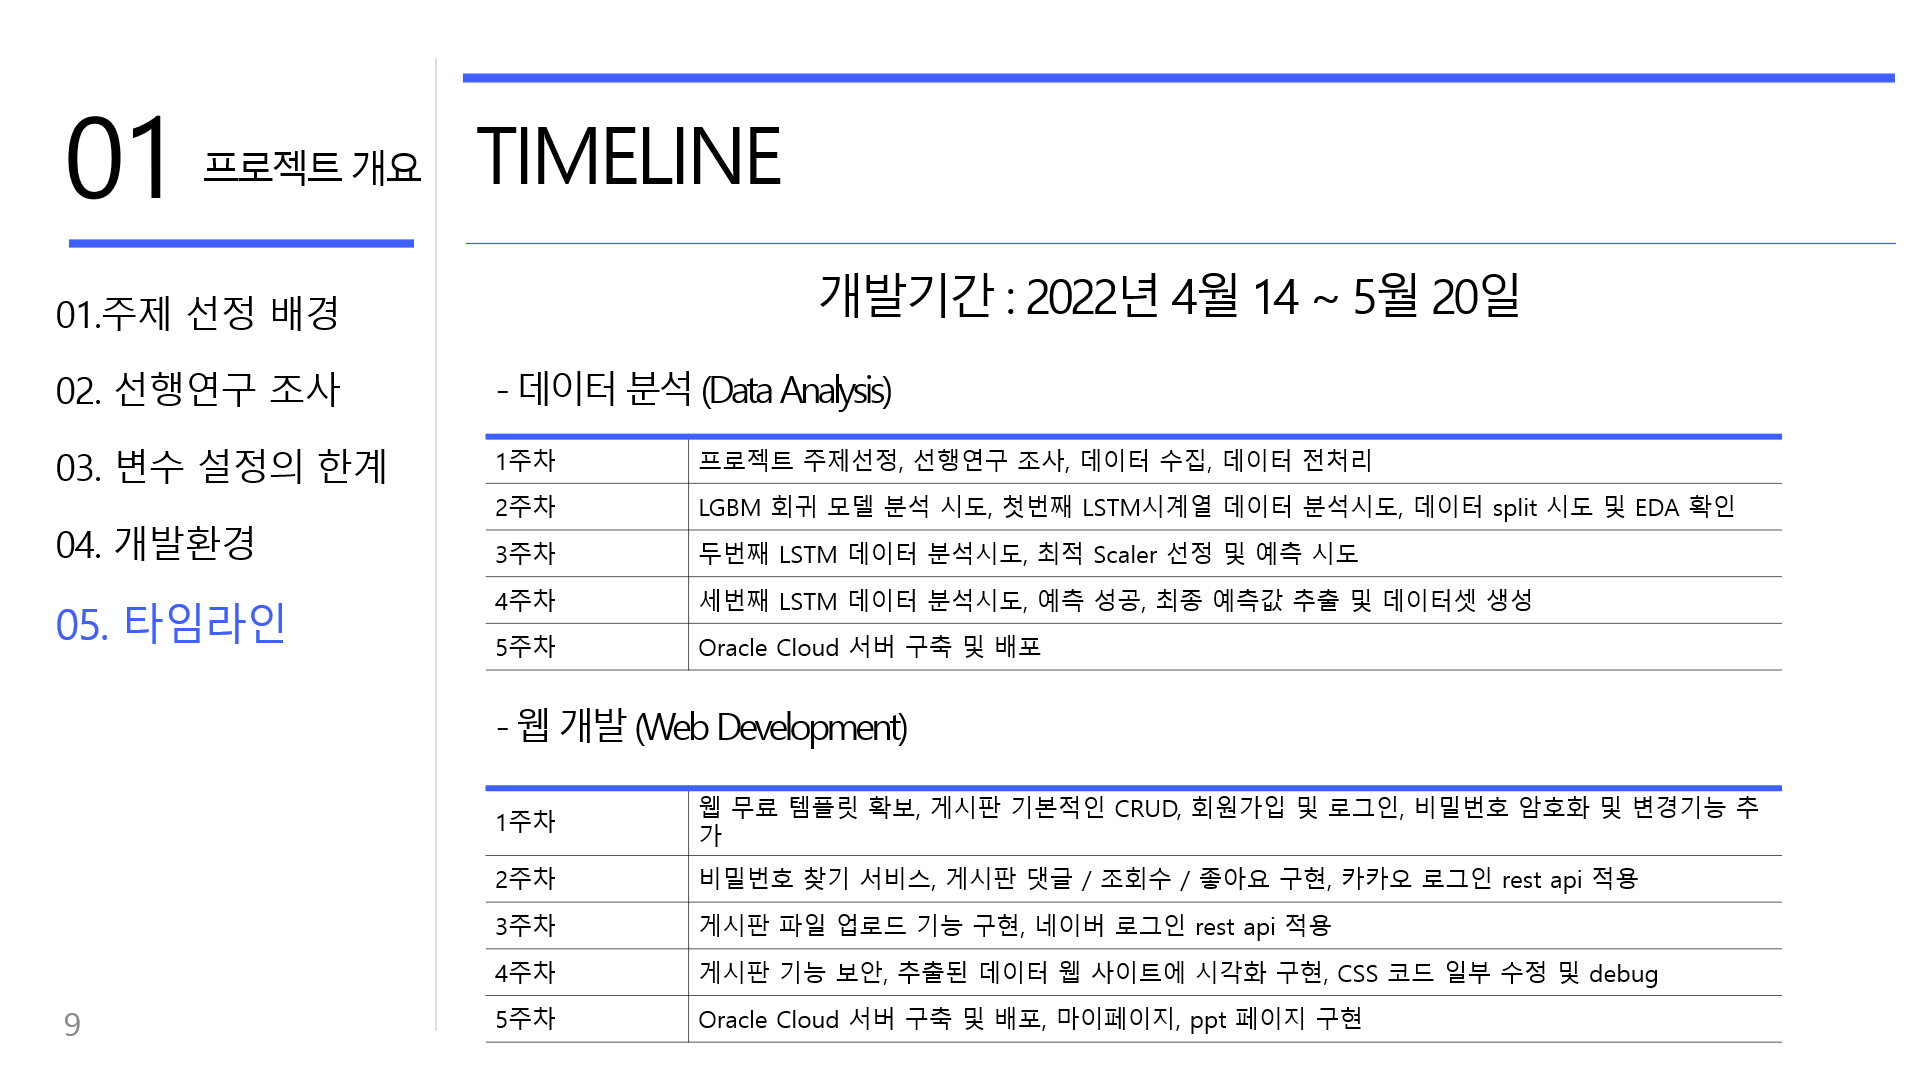 01 프로젝트 개요
01.주제 선정 배경
02. 선행연구 조사
03. 변수 설정의 한계
04. 개발환경
05. 타임라인
9
TIMELINE
개발기간 : 2022년 4월 14 ~ 5월 20일
- 데이터 분석 (Data Analysis)
1주차 프로젝트 주제선정, 선행연구 조사, 데이터 수집, 데이터 전처리
2주차 LGBM 회귀 모델 분석 시도, 첫번째 LSTM시계열 데이터 분석시도, 데이터 split 시도 및 EDA 확인
3주차 두번째 LSTM 데이터 분석시도, 최적 Scaler 선정 및 예측 시도
4주차 세번째 LSTM 데이터 분석시도, 예측 성공, 최종 예측값 추출 및 데이터셋 생성
5주차 Oracle Cloud 서버 구축 및 배포
- 웹 개발 (Web Development)
1주차 웹 무료 템플릿 확보, 게시판 기본적인 CRUD, 회원가입 및 로그인, 비밀번호 암호화 및 변경기능 추
가
2주차 비밀번호 찾기 서비스, 게시판 댓글 / 조회수 / 좋아요 구현, 카카오 로그인 rest api 적용
3주차 게시판 파일 업로드 기능 구현, 네이버 로그인 rest api 적용
4주차 게시판 기능 보안, 추출된 데이터 웹 사이트에 시각화 구현, CSS 코드 일부 수정 및 debug
5주차 Oracle Cloud 서버 구축 및 배포, 마이페이지, ppt 페이지 구현